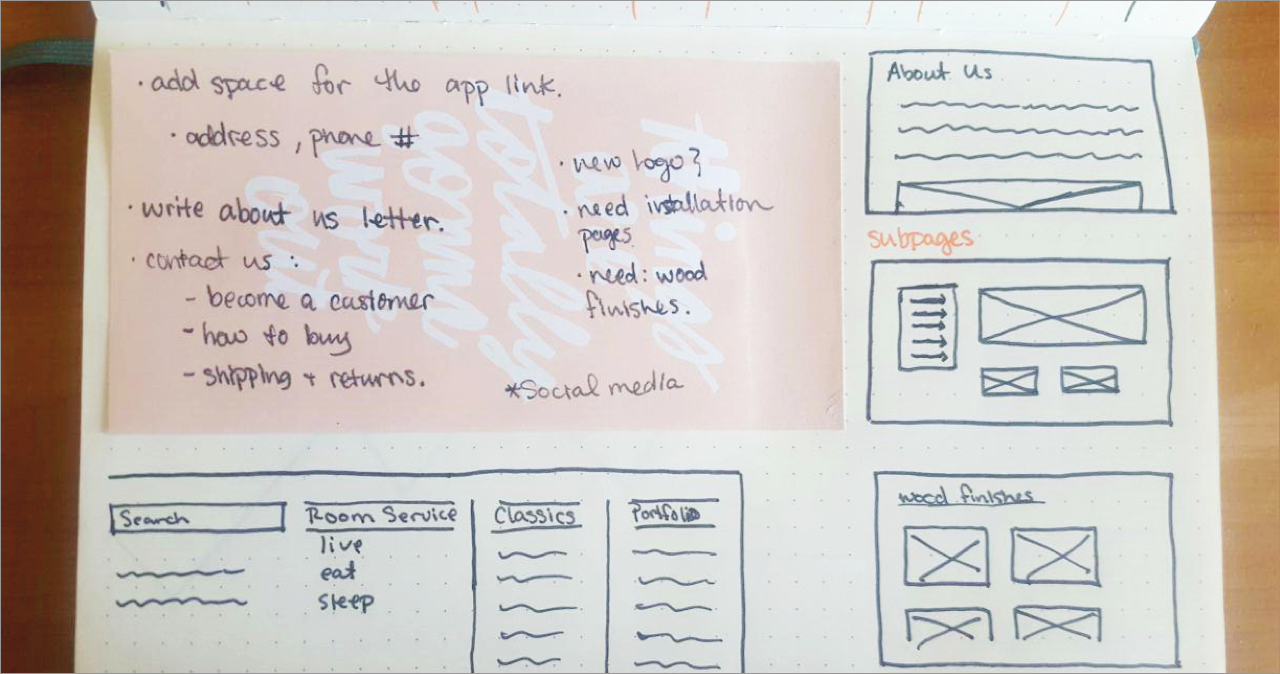 · add space for the app link.
· address, phone #
· write about us letter.
· contact us :
- become a customer
- how to buy
- shipping + returns.
· new logo?
· need installation
pages
· need: wood
finishes.
*Social media
things
are
totally
gonna
work
out
About Us
subpages
wood finishes
Search
Room Service
live
eat
sleep
Classics
Portfolio